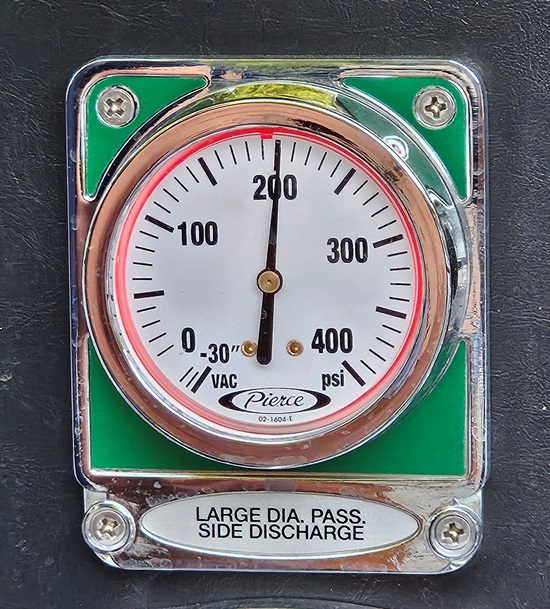 200
100
300
0 -30" 400
VAC psi
Pierce
02-1604-E
LARGE DIA. PASS.
SIDE DISCHARGE